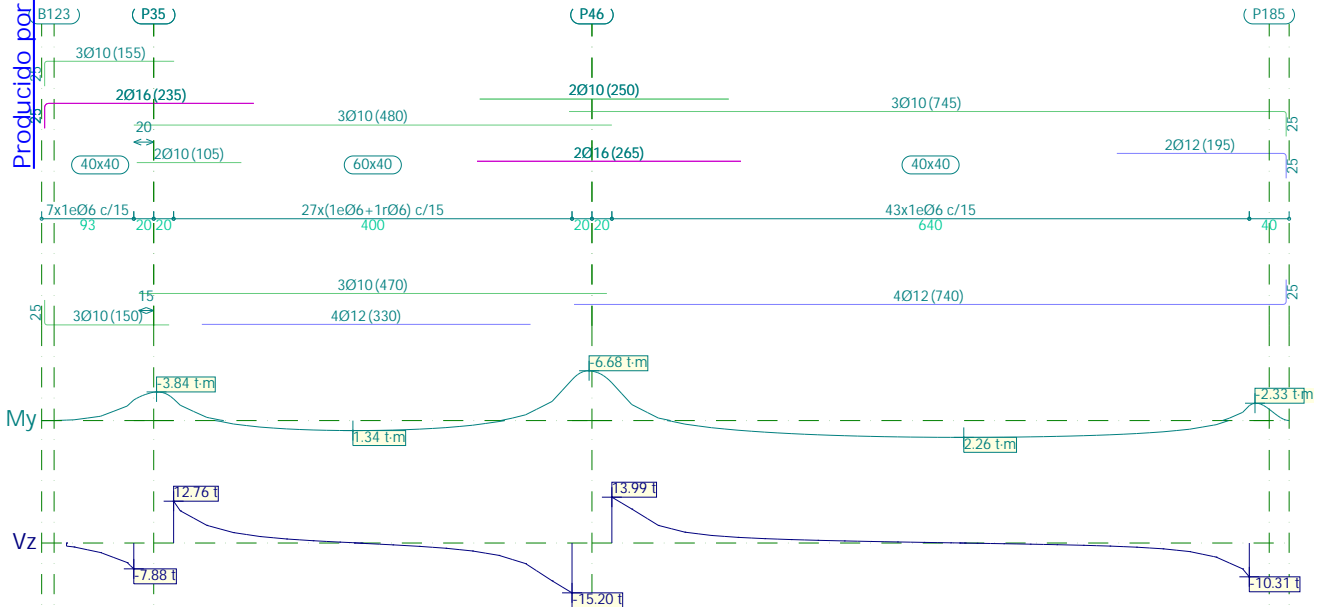 Producido por
B123 P35 P46 P185
3Ø10 (155)
25
2Ø16 (235)
25
2Ø10 (250)
3Ø10 (745)
25
3Ø10 (480)
20
2Ø10 (105)
2Ø16 (265)
2Ø12 (195)
25
40x40 60x40 40x40
7x1eØ6 c/15 27x(1eØ6+1rØ6) c/15 43x1eØ6 c/15
93 20 20 400 20 20 640 40
3Ø10 (470)
15
4Ø12 (740)
25
25
3Ø10 (150)
4Ø12 (330)
-3.84 t·m
-6.68 t·m
-2.33 t·m
My
1.34 t·m
2.26 t·m
12.76 t
13.99 t
Vz
-7.88 t
-15.20 t
-10.31 t